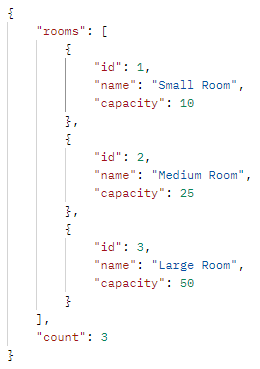 {
    "rooms": [
        {
            "id": 1,
            "name": "Small Room",
            "capacity": 10
        },
        {
            "id": 2,
            "name": "Medium Room",
            "capacity": 25
        },
        {
            "id": 3,
            "name": "Large Room",
            "capacity": 50
        }
    ],
    "count": 3
}